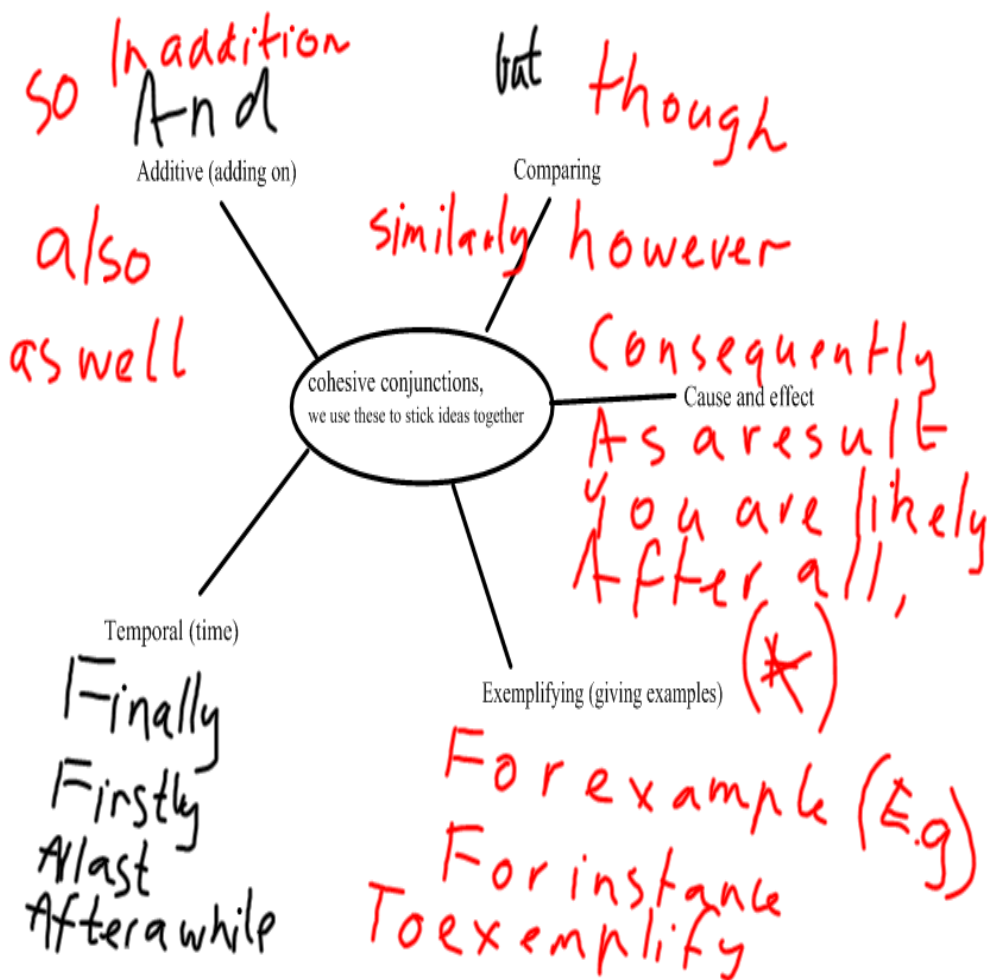 so In addition
And
Additive (adding on)
also
as well
but though
Comparing
similarly however
cohesive conjunctions,
we use these to stick ideas together
Consequently
Cause and effect
As a result
You are likely
After all,
Temporal (time)
Finally
Firstly
At last
After a while
(*)
Exemplifying (giving examples)
For example (E.g)
For instance
To exemplify